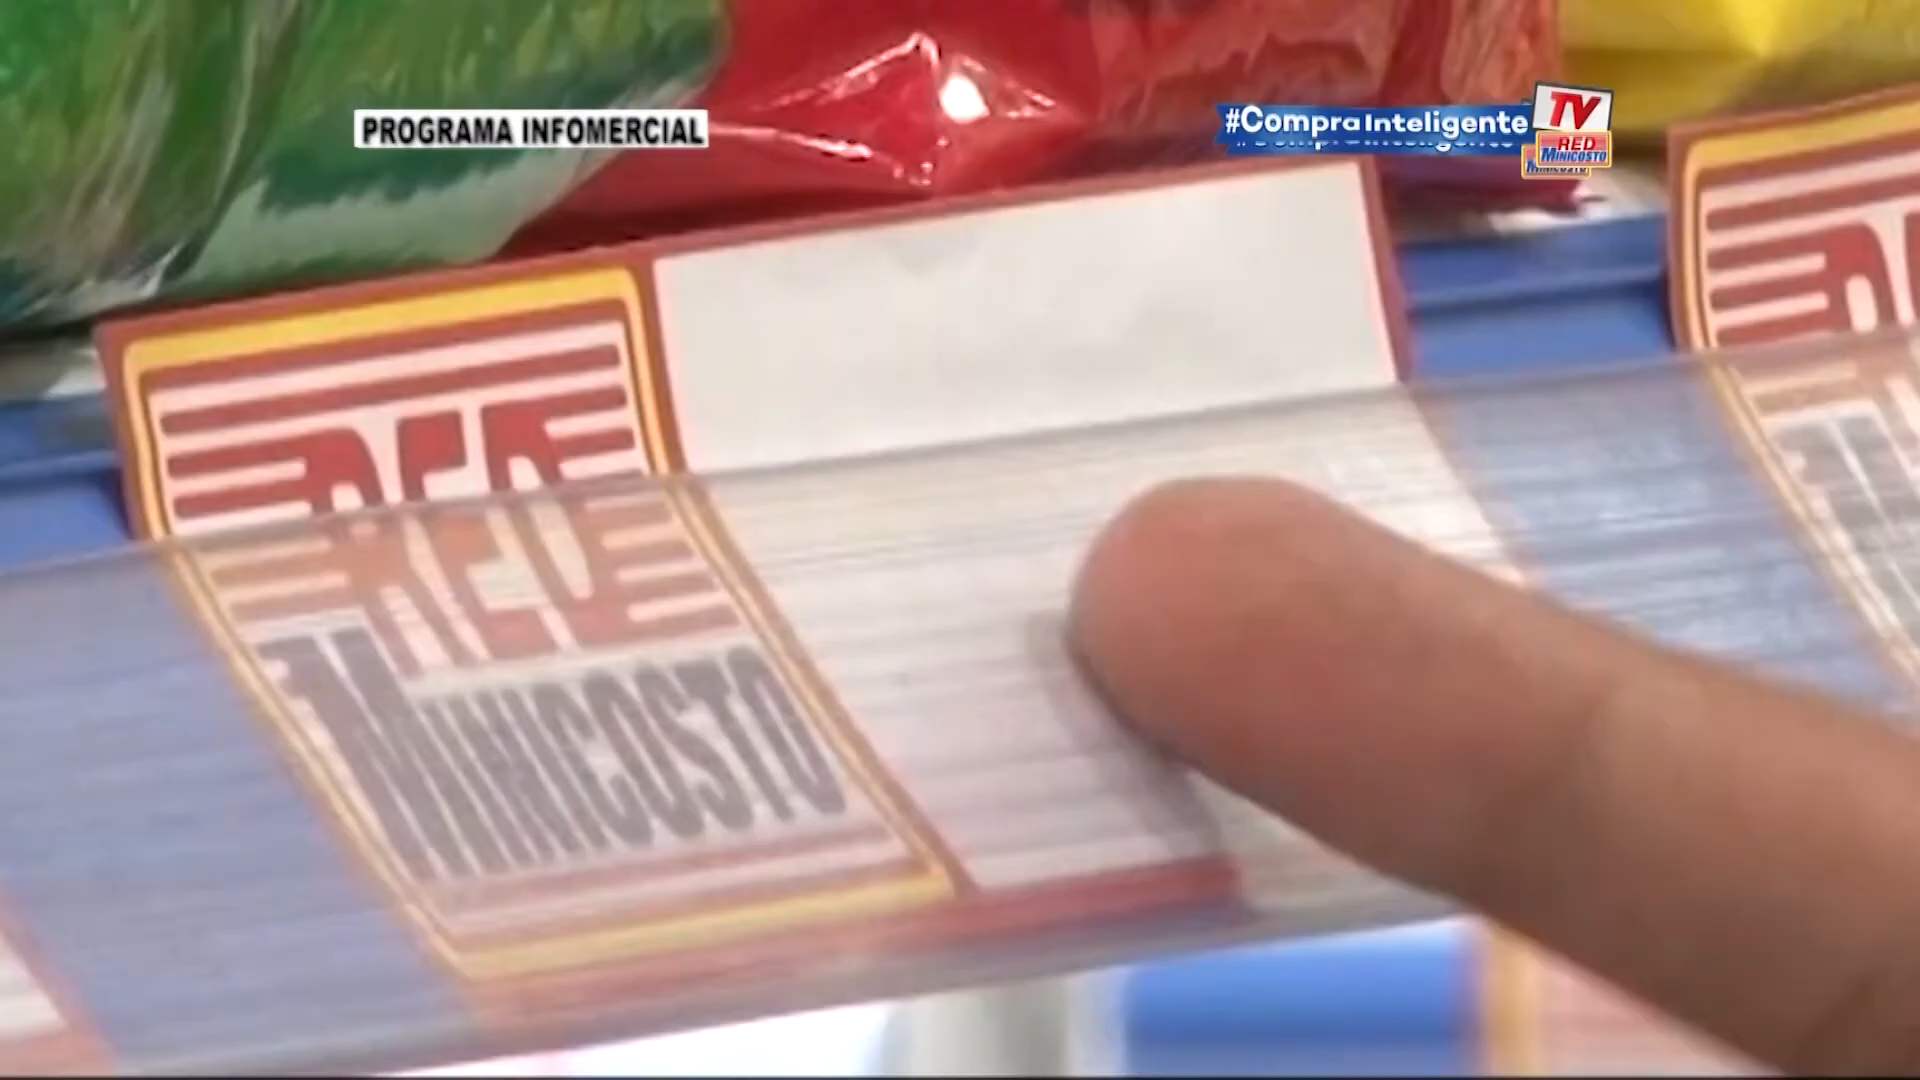 PROGRAMA INFOMERCIAL
#CompraInteligente
TV
RED
MINICOSTO
RED
MINICOSTO